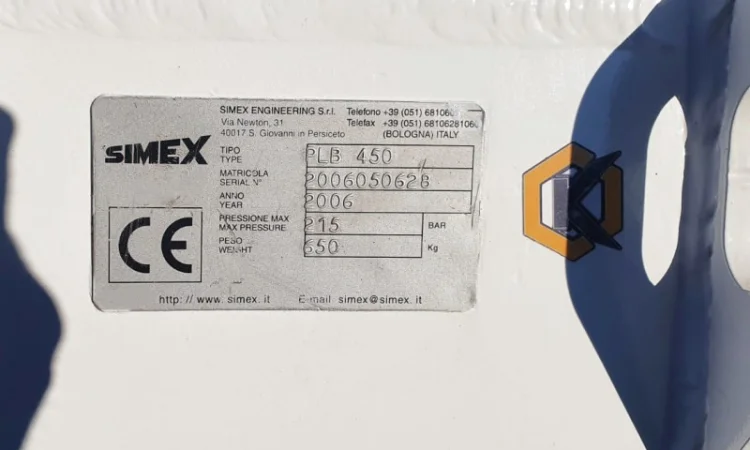 SIMEX ENGINEERING S.r.l. Telefono +39 (051)
Via Newton, 31 Telefax +39 (051)
40017 S. Giovanni in Persiceto (BOLOGNA) ITALY
SIMEX
TIPO
TYPE PLB 450
MATRICOLA
SERIAL N° 2006050628
ANNO
YEAR 2006
PRESSIONE MAX
MAX PRESSURE 215 BAR
PESO
WEIGHT 650 Kg
CE
http: // www. simex. it E-mail simex@simex. it